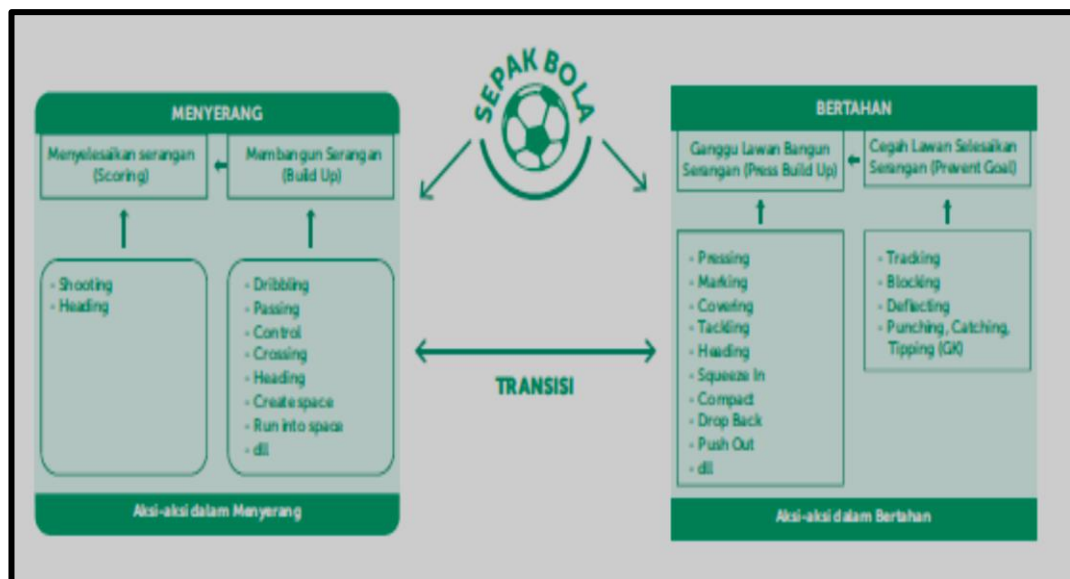 SEPAK BOLA
MENYERANG
Menyelesaikan serangan
(Scoring)
Membangun Serangan
(Build Up)
- Shooting
- Heading
- Dribbling
- Passing
- Control
- Crossing
- Heading
- Create space
- Run into space
- dll
Aksi-aksi dalam Menyerang
TRANSISI
BERTAHAN
Ganggu Lawan Bangun
Serangan (Press Build Up)
Cegah Lawan Selesaikan
Serangan (Prevent Goal)
- Pressing
- Marking
- Covering
- Tackling
- Heading
- Squeeze In
- Compact
- Drop Back
- Push Out
- dll
- Tracking
- Blocking
- Deflecting
- Punching, Catching,
Tipping (GK)
Aksi-aksi dalam Bertahan